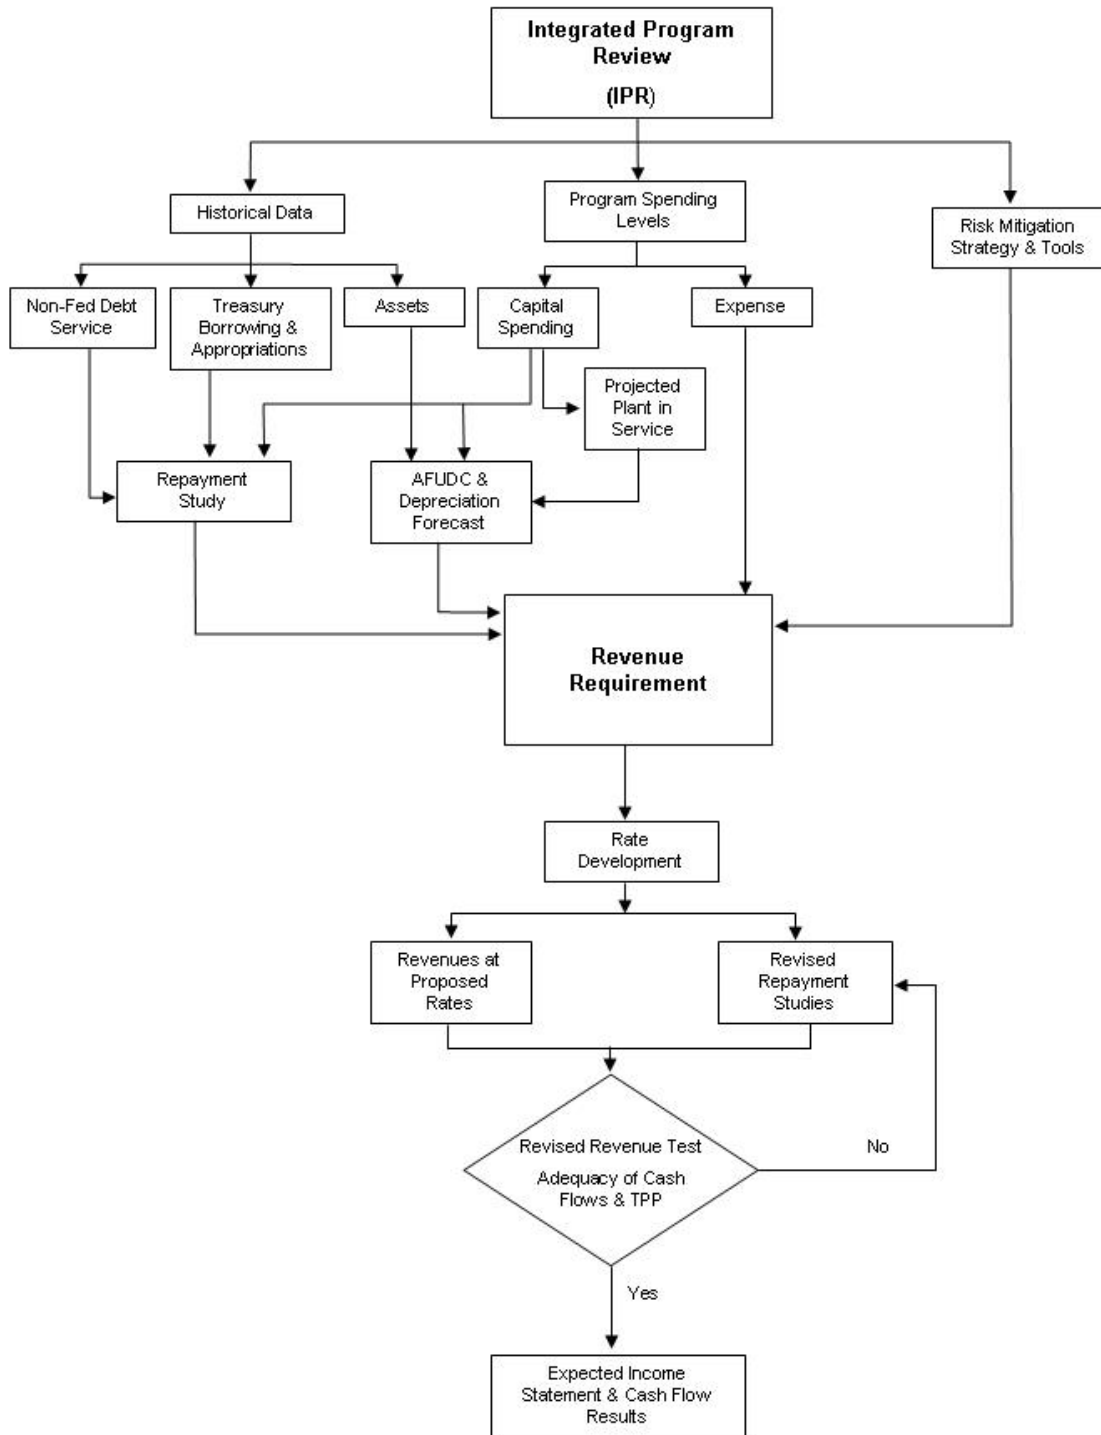 Integrated Program
Review
(IPR)
Historical Data
Program Spending
Levels
Risk Mitigation
Strategy & Tools
Non-Fed Debt
Service
Treasury
Borrowing &
Appropriations
Assets
Capital
Spending
Expense
Projected
Plant in
Service
Repayment
Study
AFUDC &
Depreciation
Forecast
Revenue
Requirement
Rate
Development
Revenues at
Proposed
Rates
Revised
Repayment
Studies
Revised Revenue Test
Adequacy of Cash
Flows & TPP
No
Yes
Expected Income
Statement & Cash Flow
Results